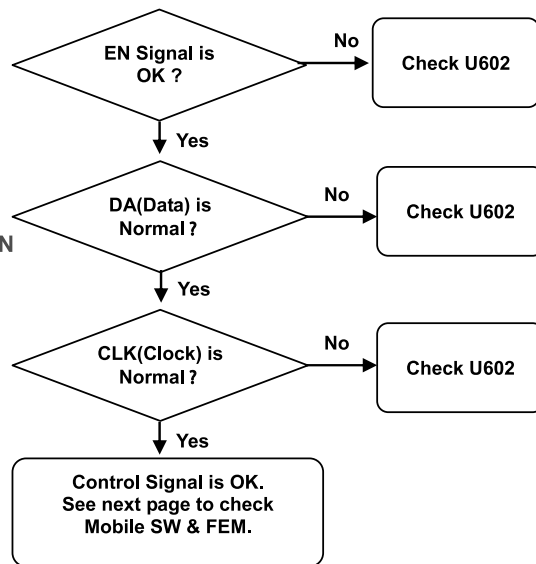 EN Signal is
OK ?
No
Check U602
Yes
DA(Data) is
Normal ?
No
Check U602
N
Yes
CLK(Clock) is
Normal ?
No
Check U602
Yes
Control Signal is OK.
See next page to check
Mobile SW & FEM.